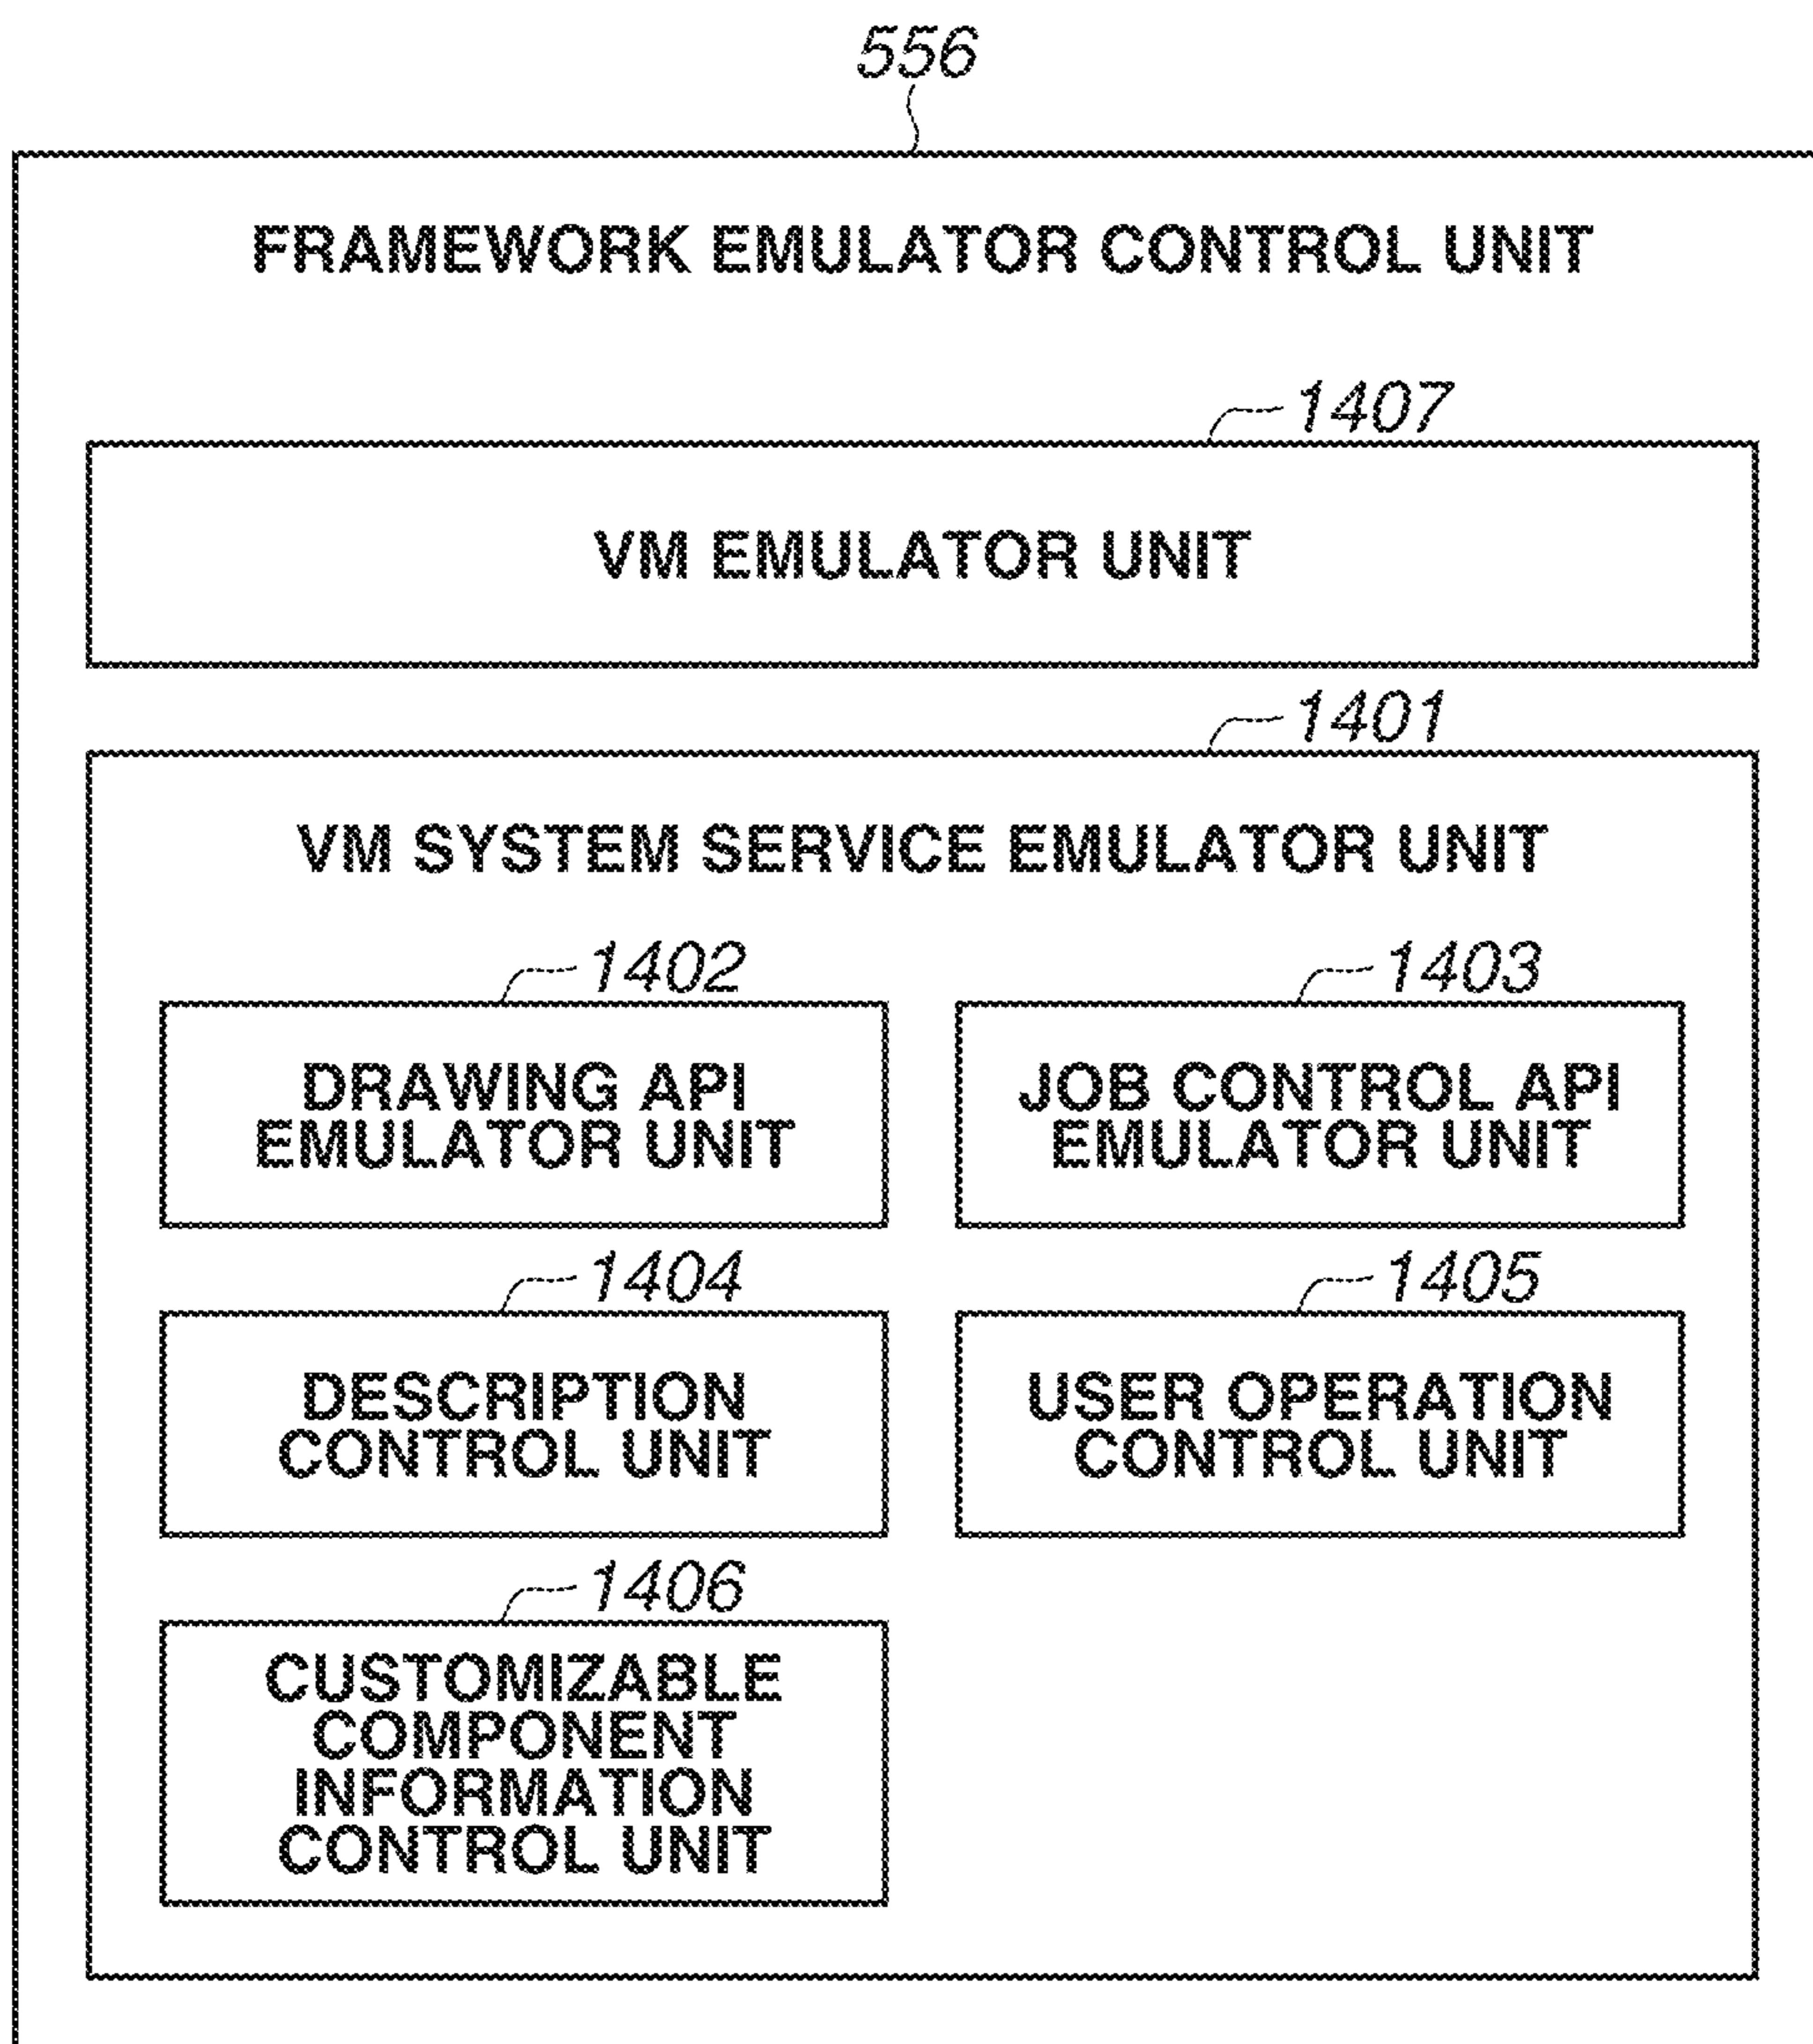 556
FRAMEWORK EMULATOR CONTROL UNIT
1407
VM EMULATOR UNIT
1401
VM SYSTEM SERVICE EMULATOR UNIT
1402
DRAWING API
EMULATOR UNIT
1403
JOB CONTROL API
EMULATOR UNIT
1404
DESCRIPTION
CONTROL UNIT
1405
USER OPERATION
CONTROL UNIT
1406
CUSTOMIZABLE
COMPONENT
INFORMATION
CONTROL UNIT